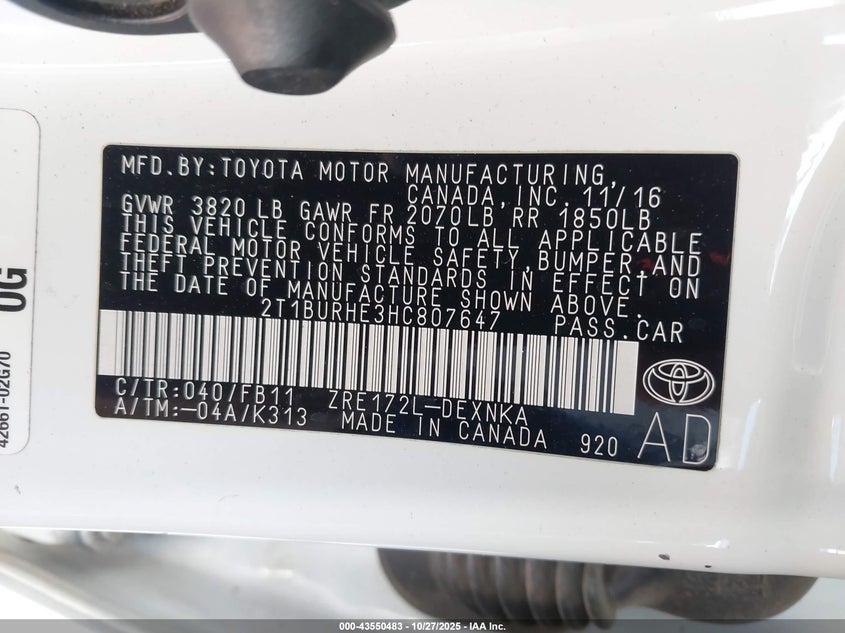 MFD.BY:TOYOTA MOTOR MANUFACTURING,
CANADA, INC. 11/16
GVWR 3820 LB GAWR FR 2070LB RR 1850LB
THIS VEHICLE CONFORMS TO ALL APPLICABLE
FEDERAL MOTOR VEHICLE SAFETY, BUMPER, AND
THEFT PREVENTION STANDARDS IN EFFECT ON
THE DATE OF MANUFACTURE SHOWN ABOVE.
2T1BURHE3HC807647 PASS.CAR
C/TR:040/FB11 ZRE172L-DEXNKA
A/TM:-04A/K313 MADE IN CANADA 920
AD
0G
42661-02G70
000-43550483 | 10/27/2025 | IAA Inc.